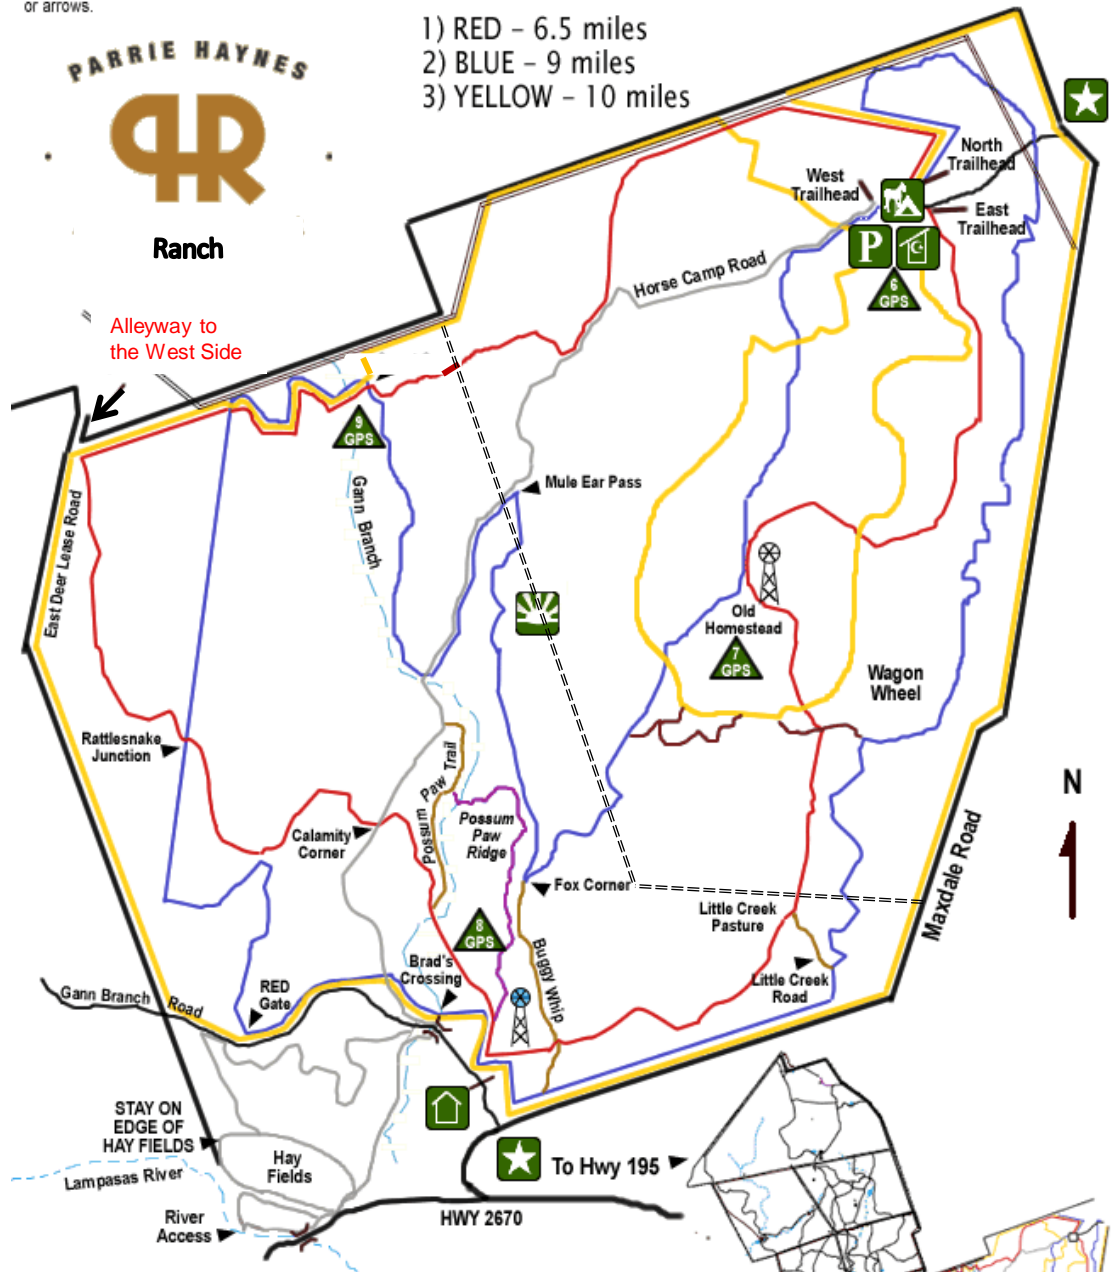 or arrows.
PARRIE HAYNES
PHR
Ranch
1) RED – 6.5 miles
2) BLUE – 9 miles
3) YELLOW – 10 miles
Alleyway to
the West Side
North
Trailhead
West
Trailhead
East
Trailhead
P
6
GPS
Horse Camp Road
9
GPS
Gann Branch
Mule Ear Pass
East Deer Lease Road
Old
Homestead
7
GPS
Wagon
Wheel
Rattlesnake
Junction
Possum Paw Trail
Possum
Paw
Ridge
Calamity
Corner
Fox Corner
N
Maxdale Road
Little Creek
Pasture
8
GPS
Buggy Whip
Brad's
Crossing
Little Creek
Road
RED
Gate
Gann Branch Road
STAY ON
EDGE OF
HAY FIELDS
Hay
Fields
Lampasas River
River
Access
To Hwy 195
HWY 2670